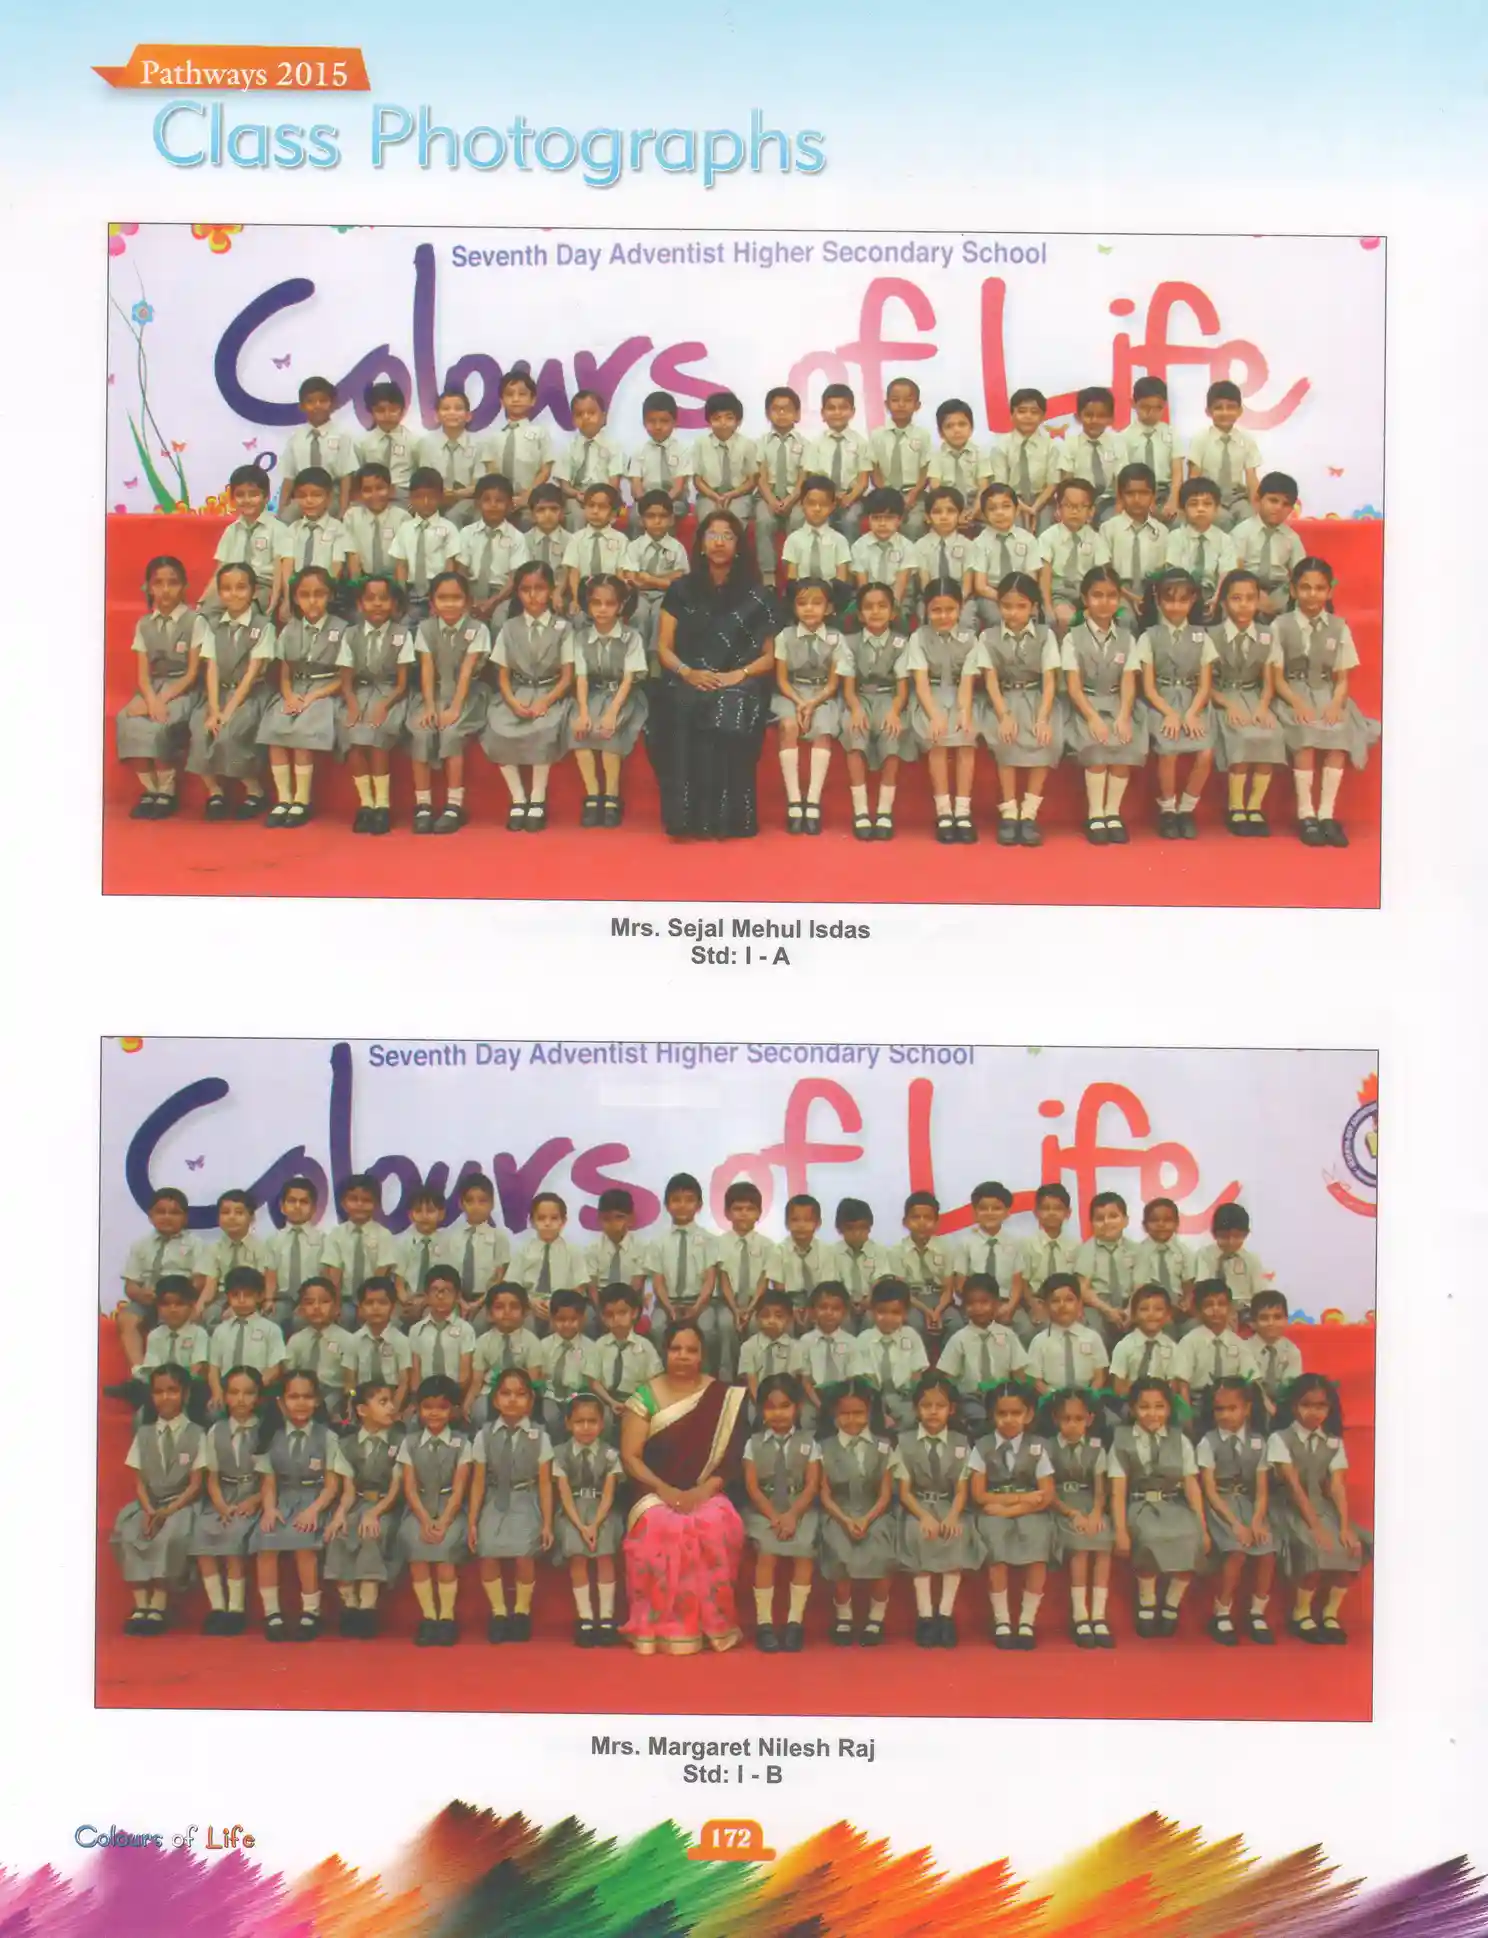 Pathways 2015
Class Photographs
Seventh Day Adventist Higher Secondary School
Colours of Life
Mrs. Sejal Mehul Isdas
Std: I - A
Seventh Day Adventist Higher Secondary School
Colours of Life
Mrs. Margaret Nilesh Raj
Std: I - B
Colours of Life
172